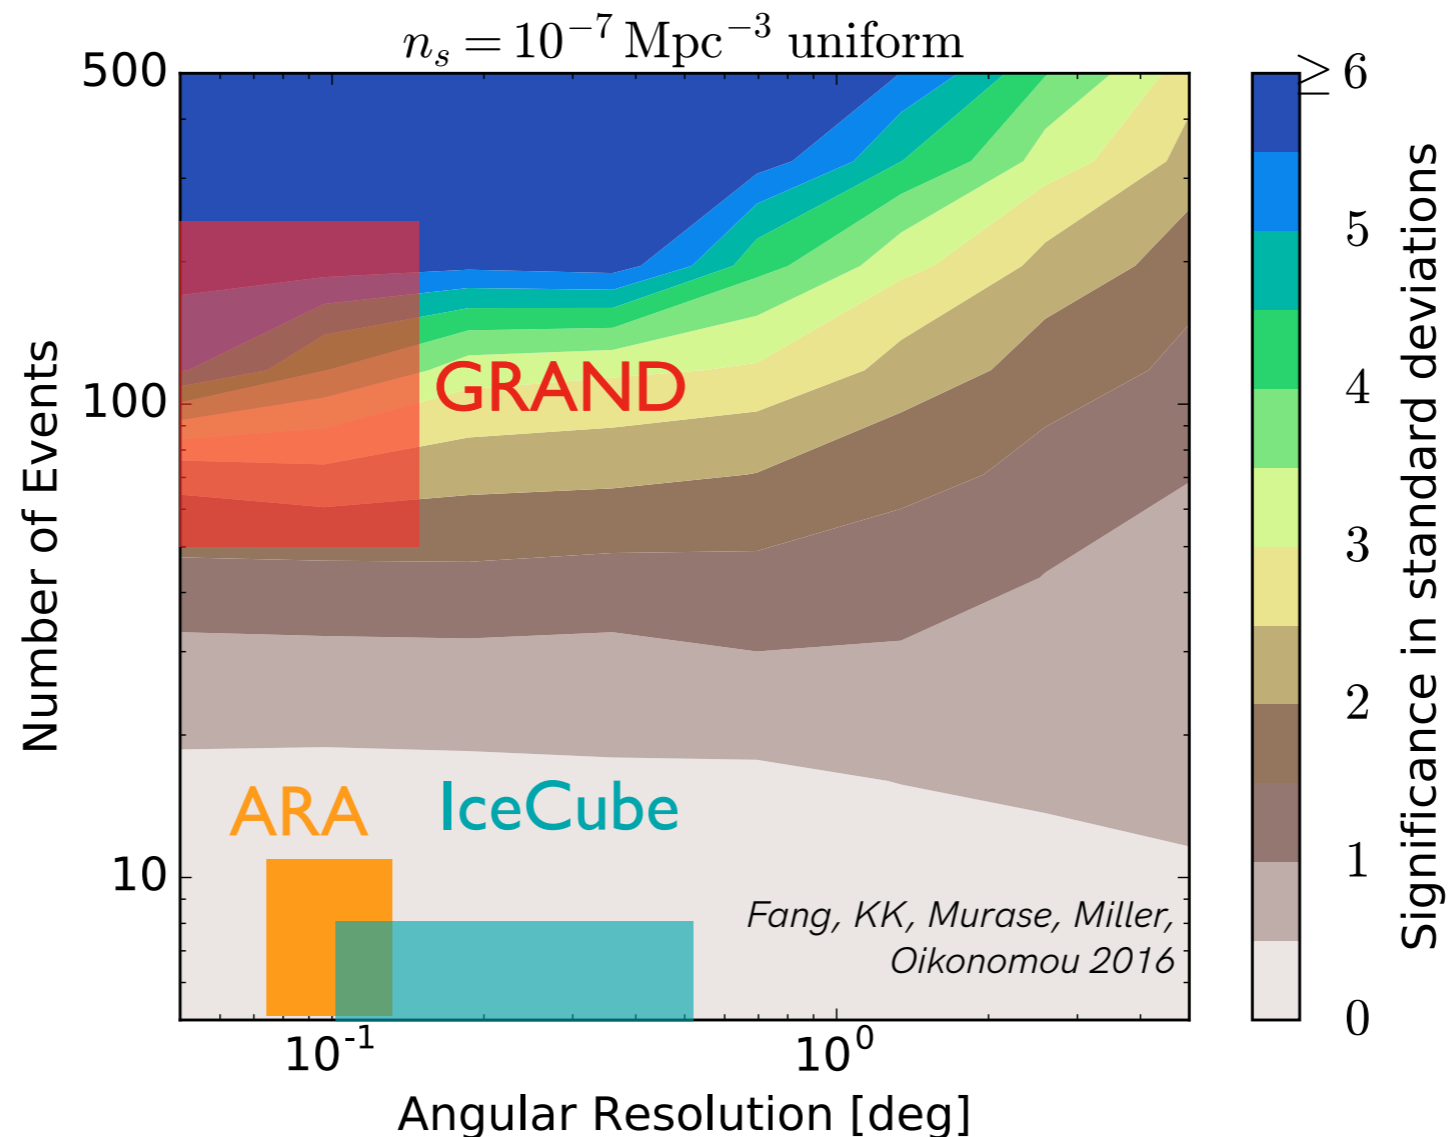 n_s = 10^{-7} Mpc^{-3} uniform
500
100
10
Number of Events
10^{-1}
10^{0}
Angular Resolution [deg]
GRAND
ARA
IceCube
Fang, KK, Murase, Miller,
Oikonomou 2016
≥ 6
5
4
3
2
1
0
Significance in standard deviations